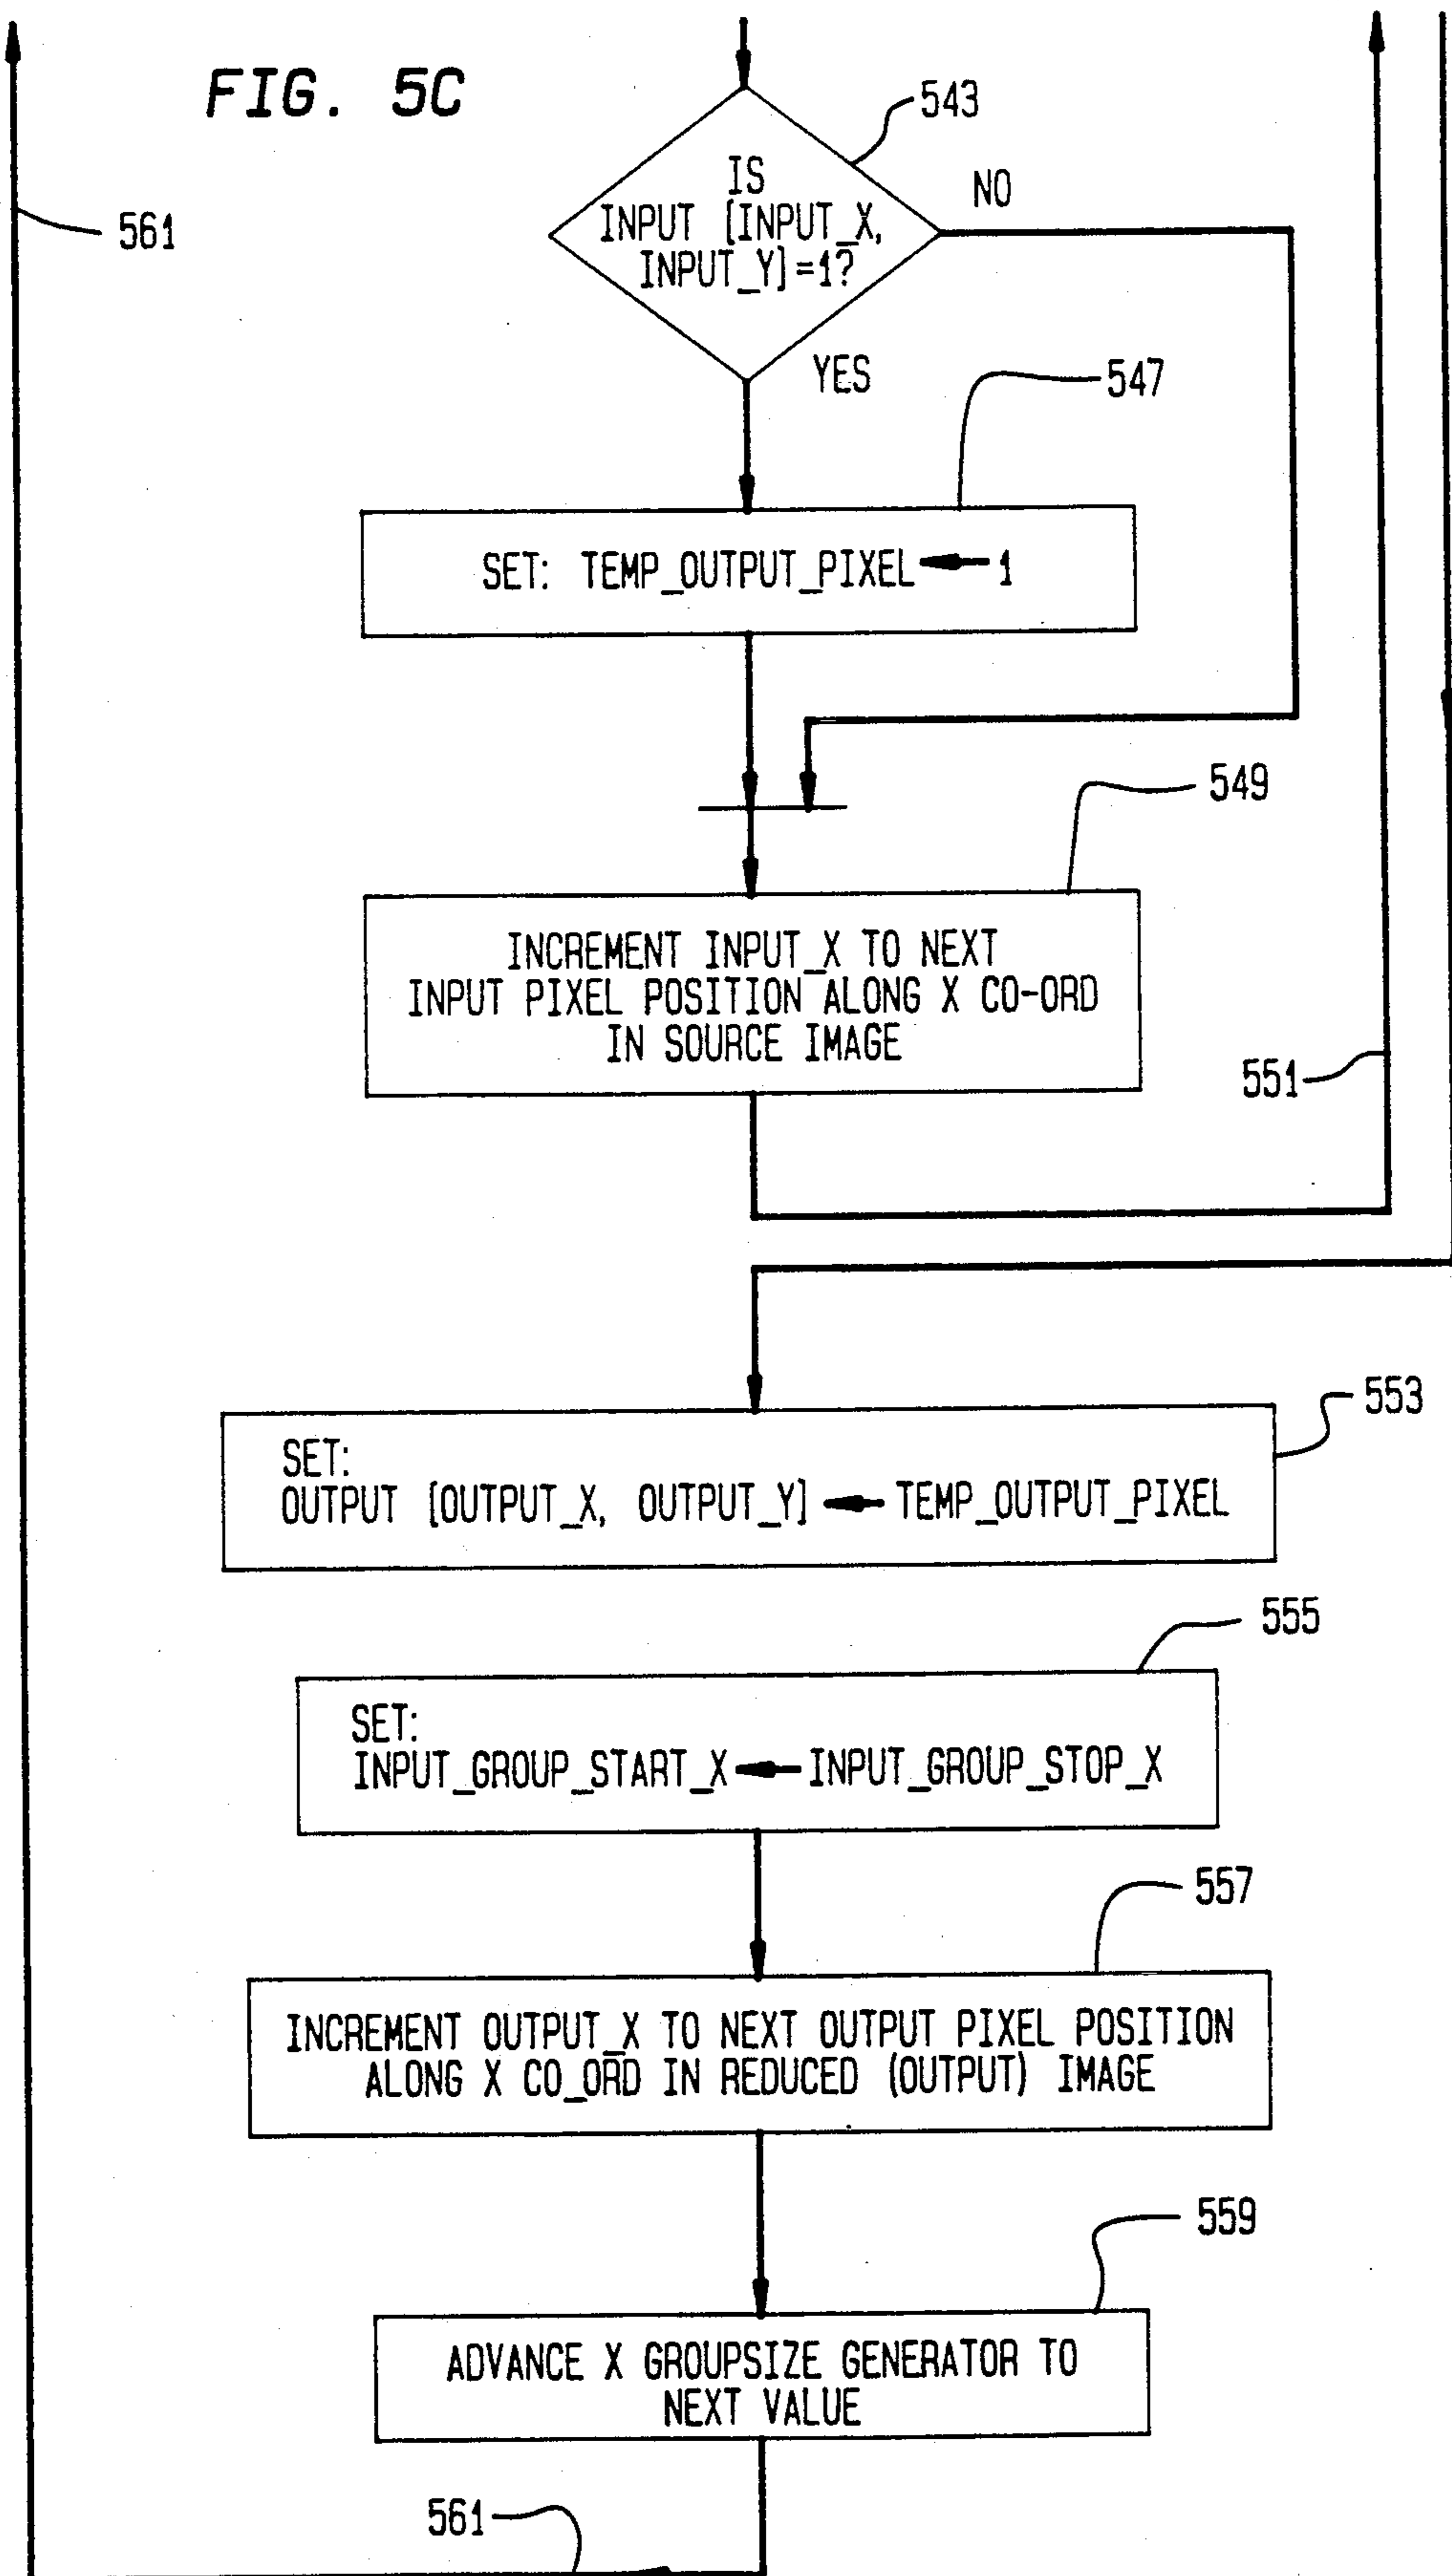 FIG. 5C
543
IS
INPUT [INPUT_X,
INPUT_Y]=1?
NO
561
YES
547
SET: TEMP_OUTPUT_PIXEL ← 1
549
INCREMENT INPUT_X TO NEXT
INPUT PIXEL POSITION ALONG X CO-ORD
IN SOURCE IMAGE
551
553
SET:
OUTPUT [OUTPUT_X, OUTPUT_Y] ← TEMP_OUTPUT_PIXEL
555
SET:
INPUT_GROUP_START_X ← INPUT_GROUP_STOP_X
557
INCREMENT OUTPUT_X TO NEXT OUTPUT PIXEL POSITION
ALONG X CO_ORD IN REDUCED (OUTPUT) IMAGE
559
ADVANCE X GROUPSIZE GENERATOR TO
NEXT VALUE
561